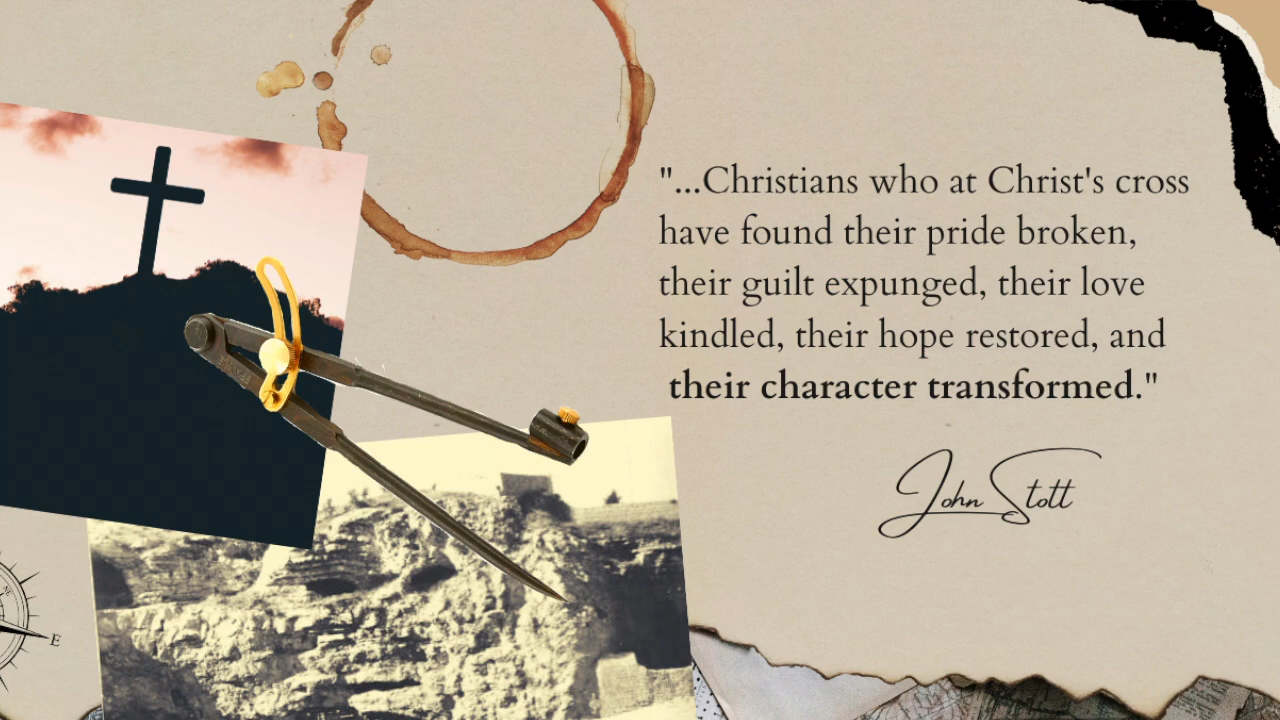 "...Christians who at Christ's cross
have found their pride broken,
their guilt expunged, their love
kindled, their hope restored, and
their character transformed."
John Stott
E